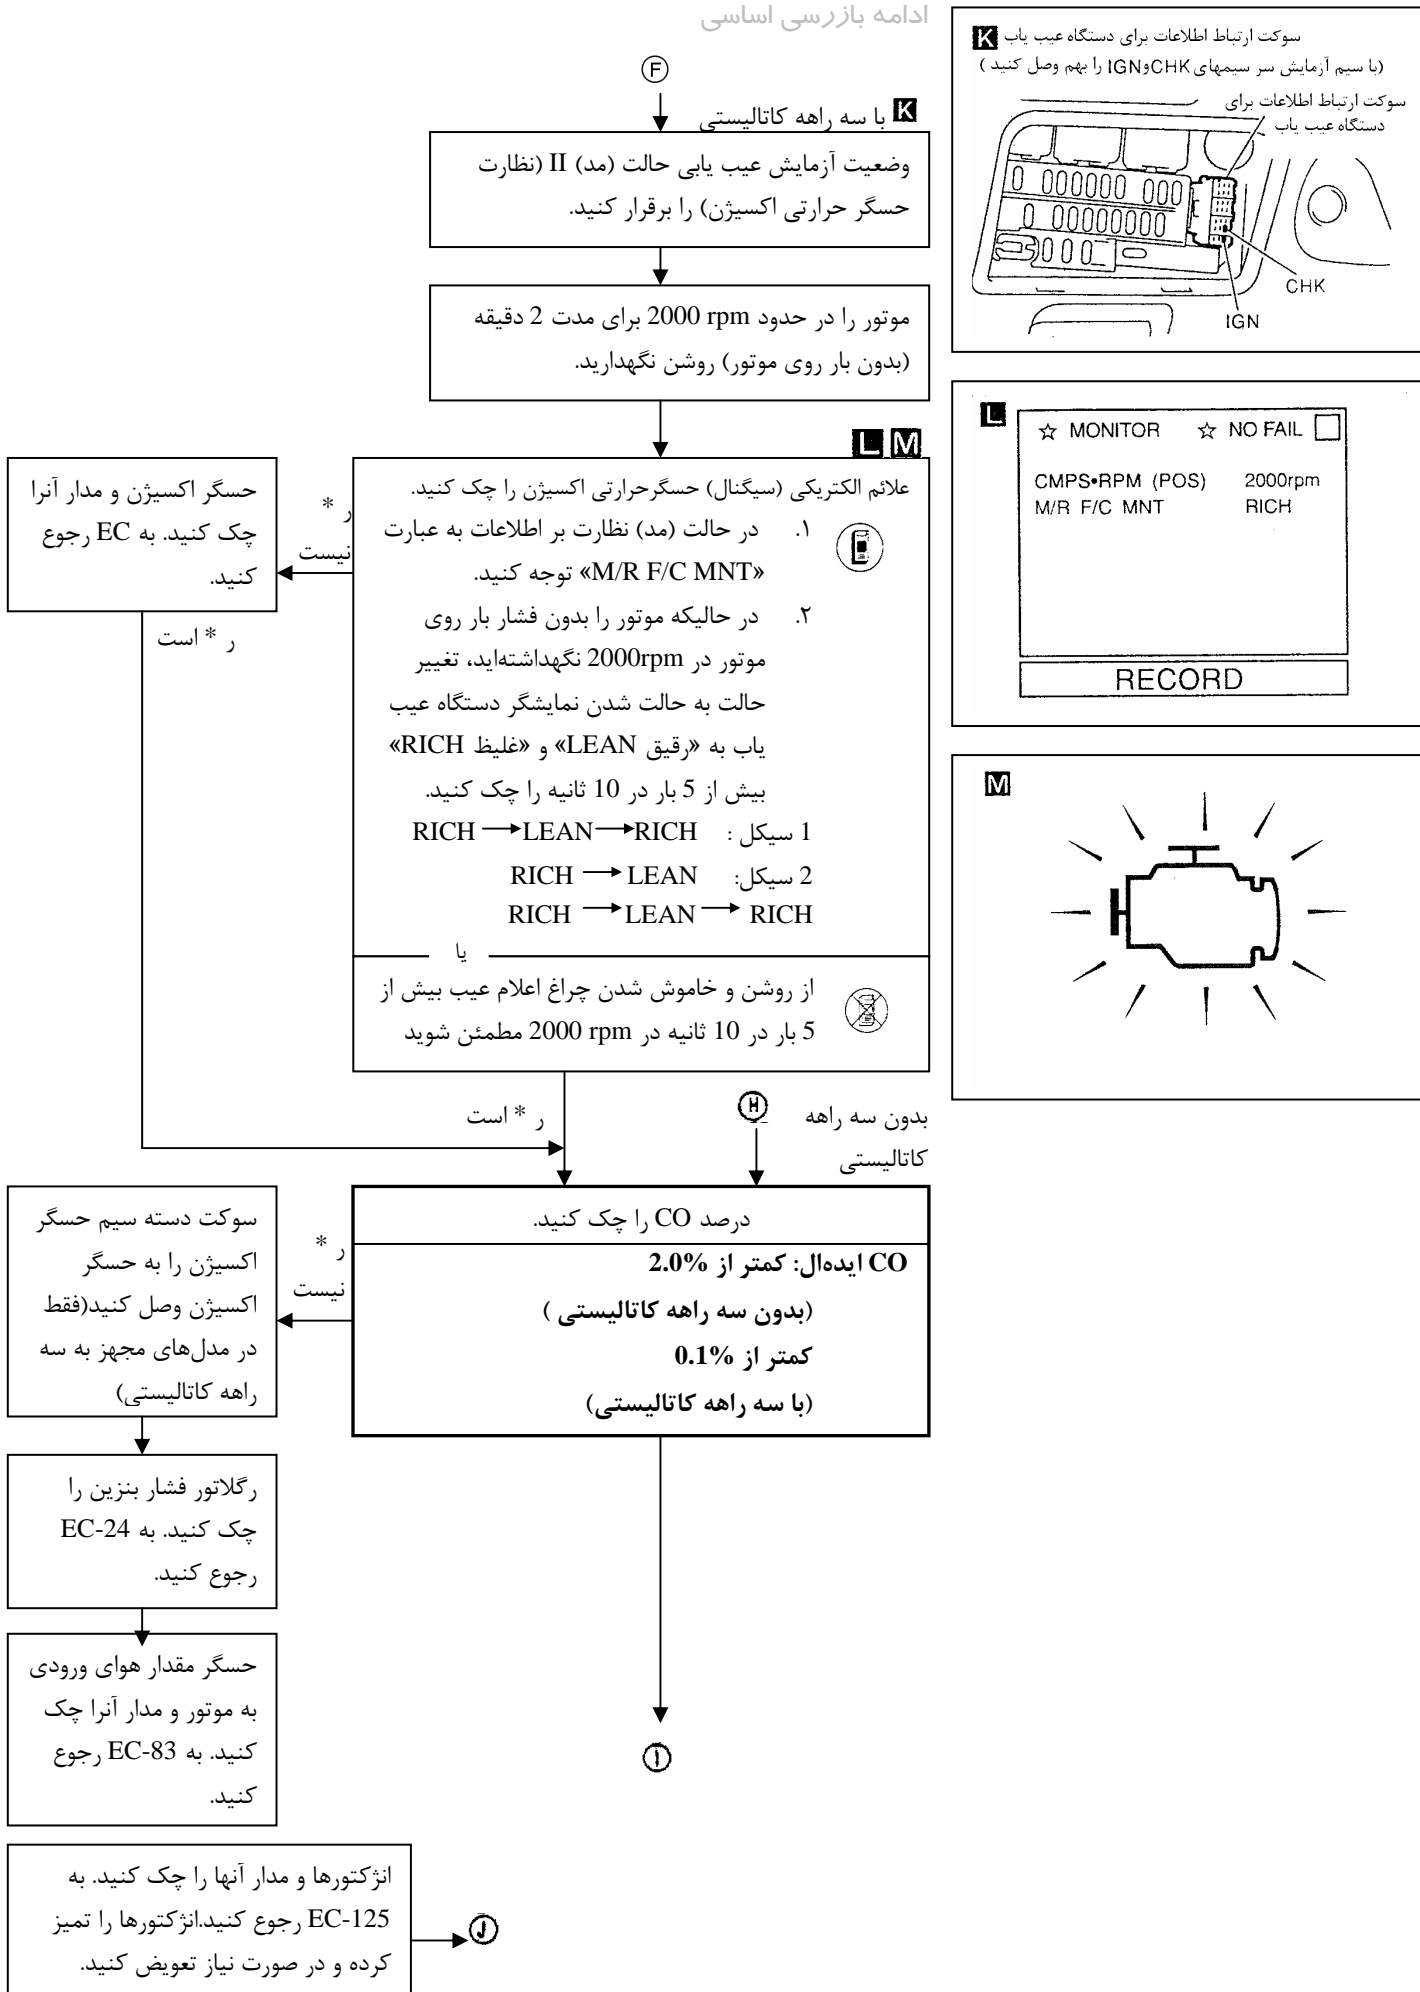 ادامه بازرسی اساسی
F
K با سه راهه کاتالیستی
وضعیت آزمایش عیب یابی حالت (مد) II (نظارت
حسگر حرارتی اکسیژن) را برقرار کنید.
موتور را در حدود 2000 rpm برای مدت 2 دقیقه
(بدون بار روی موتور) روشن نگهدارید.
L M
علائم الکتریکی (سیگنال) حسگرحرارتی اکسیژن را چک کنید.
۱. در حالت (مد) نظارت بر اطلاعات به عبارت
«M/R F/C MNT» توجه کنید.
۲. در حالیکه موتور را بدون فشار بار روی
موتور در 2000rpm نگهداشته‌اید، تغییر
حالت به حالت شدن نمایشگر دستگاه عیب
یاب به «رقیق LEAN» و «غلیظ RICH»
بیش از 5 بار در 10 ثانیه را چک کنید.
1 سیکل : RICH → LEAN → RICH
2 سیکل: RICH → LEAN
RICH → LEAN → RICH
یا
از روشن و خاموش شدن چراغ اعلام عیب بیش از
5 بار در 10 ثانیه در 2000 rpm مطمئن شوید
ر *
نیست
حسگر اکسیژن و مدار آنرا
چک کنید. به EC رجوع
کنید.
ر * است
ر * است
H
بدون سه راهه
کاتالیستی
درصد CO را چک کنید.
CO ایده‌ال: کمتر از 2.0%
(بدون سه راهه کاتالیستی )
کمتر از 0.1%
(با سه راهه کاتالیستی)
ر *
نیست
سوکت دسته سیم حسگر
اکسیژن را به حسگر
اکسیژن وصل کنید(فقط
در مدل‌های مجهز به سه
راهه کاتالیستی)
رگلاتور فشار بنزین را
چک کنید. به EC-24
رجوع کنید.
حسگر مقدار هوای ورودی
به موتور و مدار آنرا چک
کنید. به EC-83 رجوع
کنید.
I
انژکتورها و مدار آنها را چک کنید. به
EC-125 رجوع کنید.انژکتورها را تمیز
کرده و در صورت نیاز تعویض کنید.
J
K سوکت ارتباط اطلاعات برای دستگاه عیب یاب
(با سیم آزمایش سر سیمهای CHK و IGN را بهم وصل کنید )
سوکت ارتباط اطلاعات برای
دستگاه عیب یاب
CHK
IGN
L
☆ MONITOR ☆ NO FAIL
CMPS•RPM (POS) 2000rpm
M/R F/C MNT RICH
RECORD
M